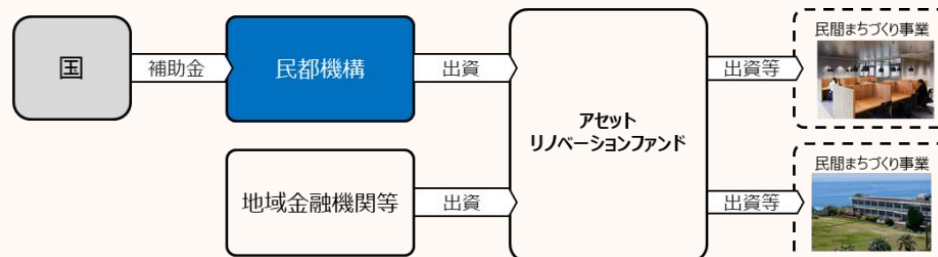 国
補助金
民都機構
出資
地域金融機関等
出資
アセット
リノベーションファンド
出資等
民間まちづくり事業
出資等
民間まちづくり事業